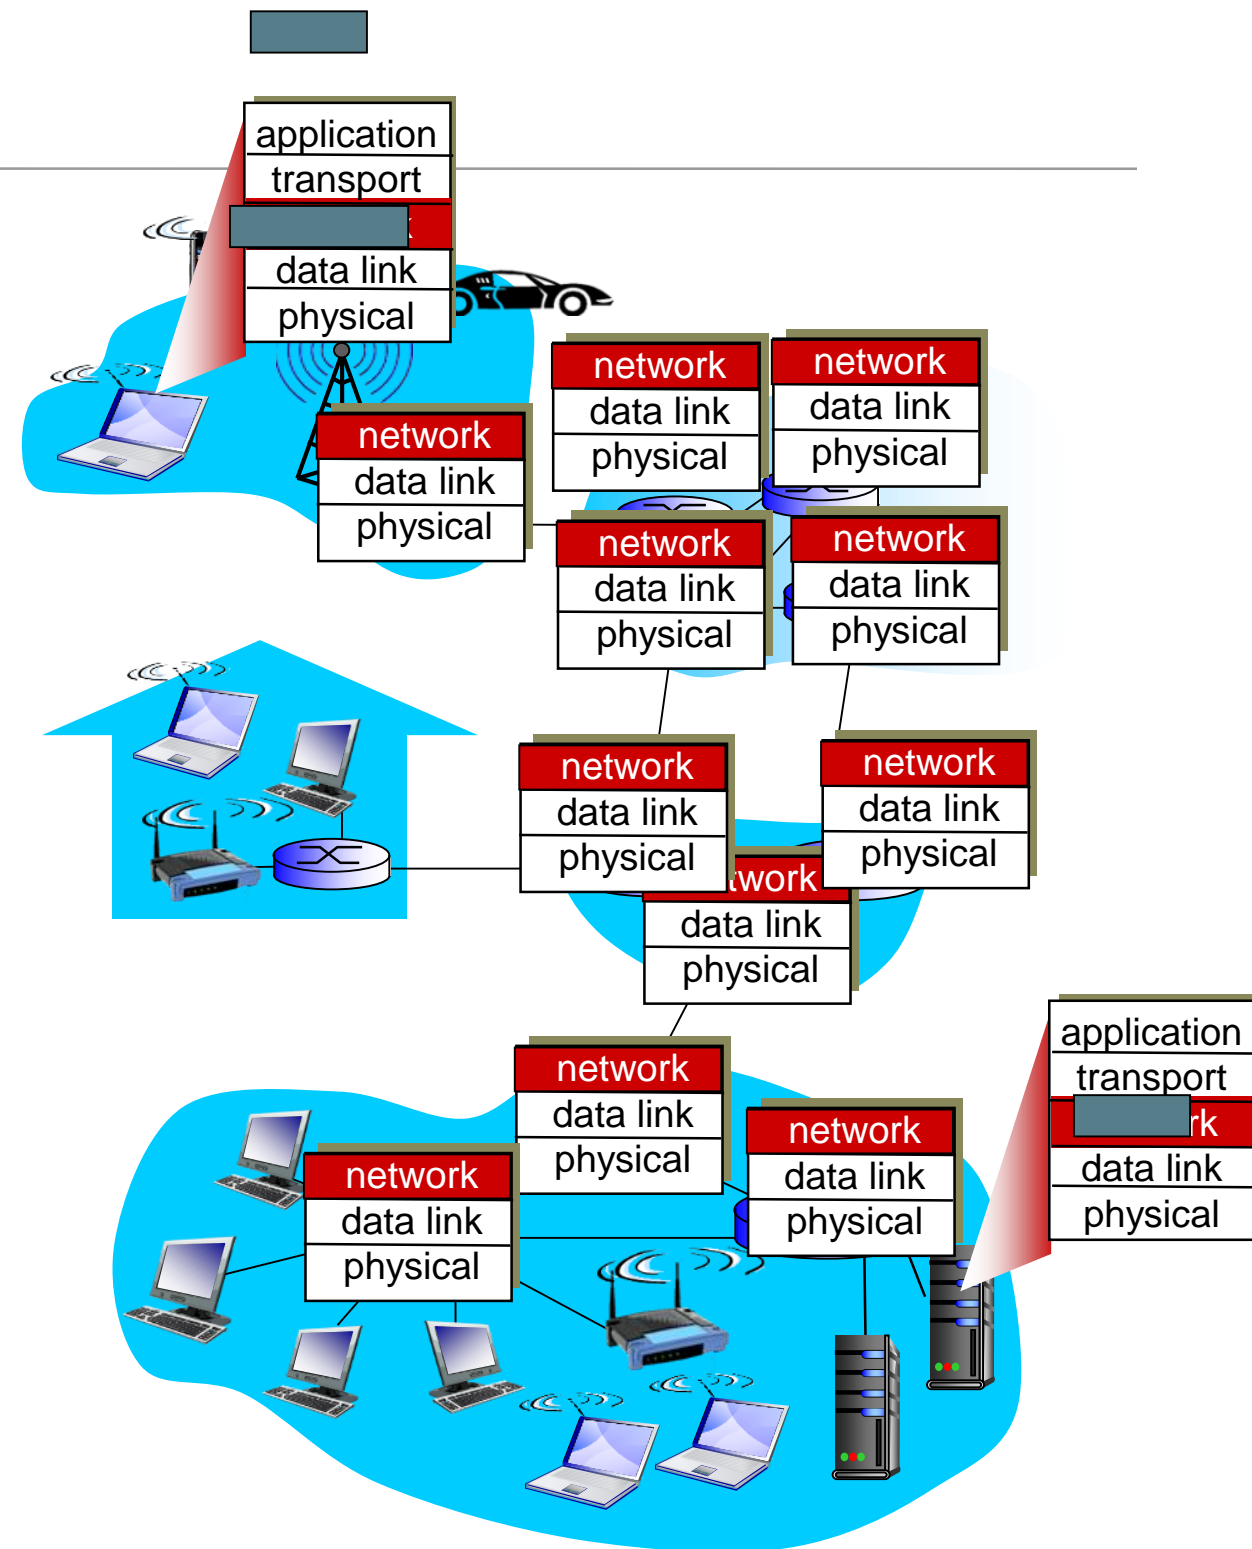 application
transport
data link
physical
network
data link
physical
network
data link
physical
network
data link
physical
network
data link
physical
network
data link
physical
network
data link
physical
network
data link
physical
work
data link
physical
application
transport
rk
data link
physical
network
data link
physical
network
data link
physical
network
data link
physical